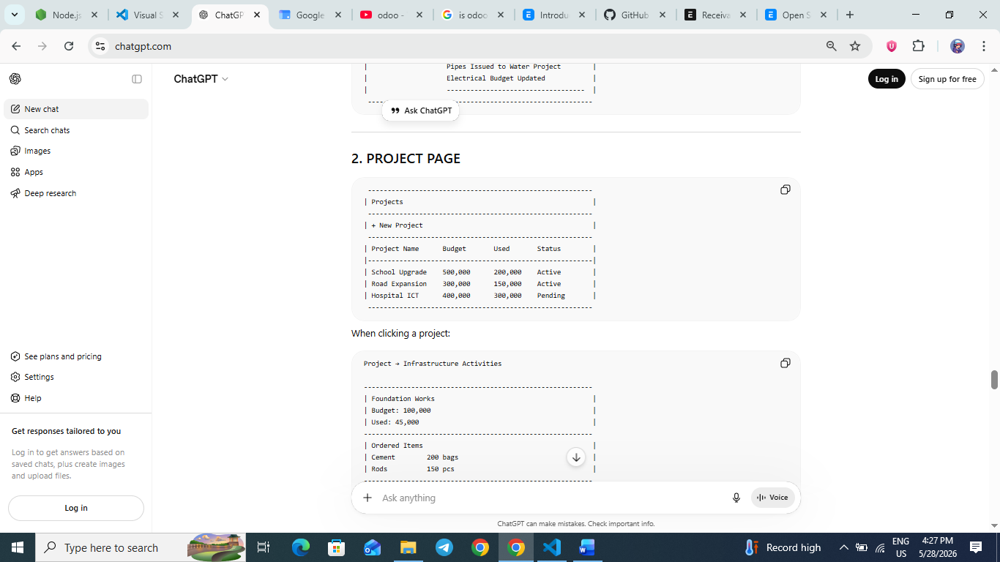 Node.js
Visual S
ChatGP
Google
odoo -
is odoo
Introdu
GitHub
Receiva
Open S
chatgpt.com
ChatGPT
Log in
Sign up for free
New chat
Search chats
Images
Apps
Deep research
See plans and pricing
Settings
Help
Get responses tailored to you
Log in to get answers based on
saved chats, plus create images
and upload files.
Log in
| Pipes Issued to Water Project |
| Electrical Budget Updated |
| ----------------------------------- |
---------------------------------------------------------
Ask ChatGPT
2. PROJECT PAGE
---------------------------------------------------------
| Projects |
---------------------------------------------------------
| + New Project |
---------------------------------------------------------
| Project Name Budget Used Status |
|---------------------------------------------------------|
| School Upgrade 500,000 200,000 Active |
| Road Expansion 300,000 150,000 Active |
| Hospital ICT 400,000 300,000 Pending |
---------------------------------------------------------
When clicking a project:
Project → Infrastructure Activities
----------------------------------------------------------
| Foundation Works |
| Budget: 100,000 |
| Used: 45,000 |
----------------------------------------------------------
| Ordered Items |
| Cement 200 bags |
| Rods 150 pcs |
----------------------------------------------------------
Ask anything
Voice
ChatGPT can make mistakes. Check important info.
Type here to search
Record high
ENG
US
4:27 PM
5/28/2026